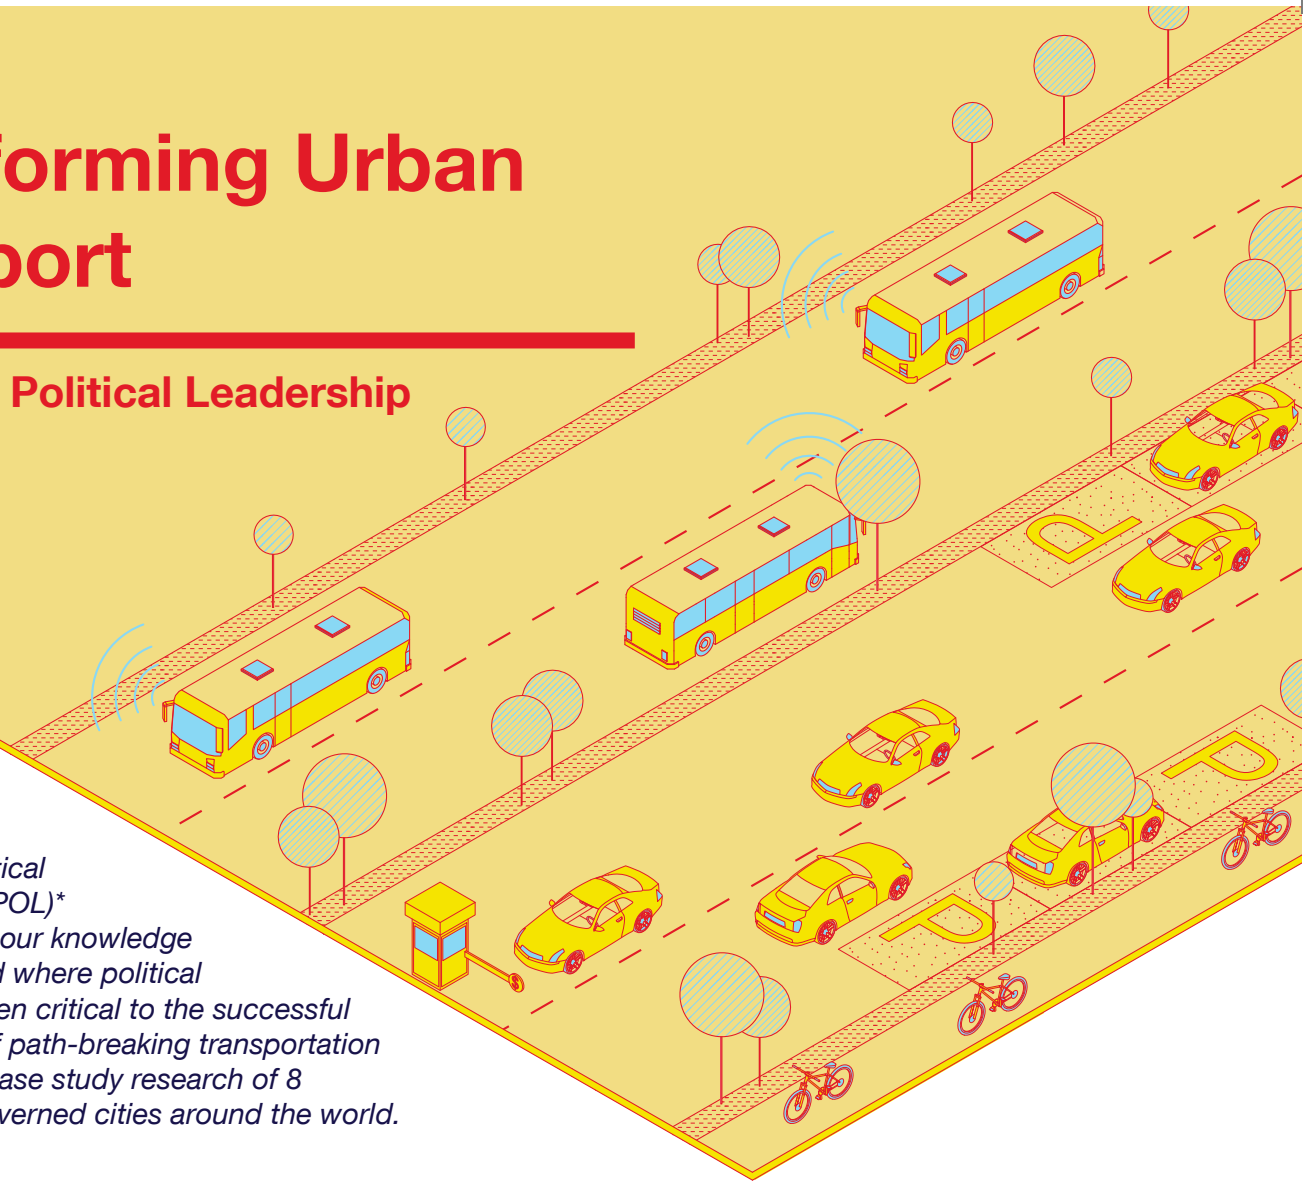 forming Urban
port
Political Leadership
P
P
P
rical
POL)*
our knowledge
d where political
en critical to the successful
f path-breaking transportation
ase study research of 8
verned cities around the world.
$